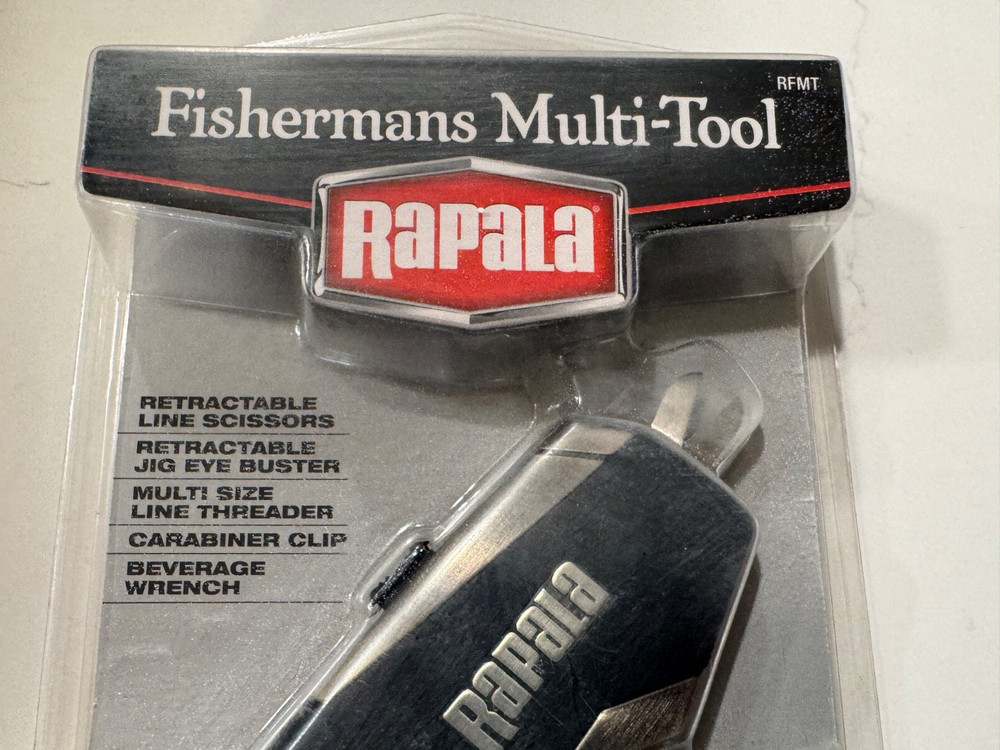 RFMT
Fishermans Multi-Tool
RAPALA®
RETRACTABLE
LINE SCISSORS
RETRACTABLE
JIG EYE BUSTER
MULTI SIZE
LINE THREADER
CARABINER CLIP
BEVERAGE
WRENCH
RAPALA